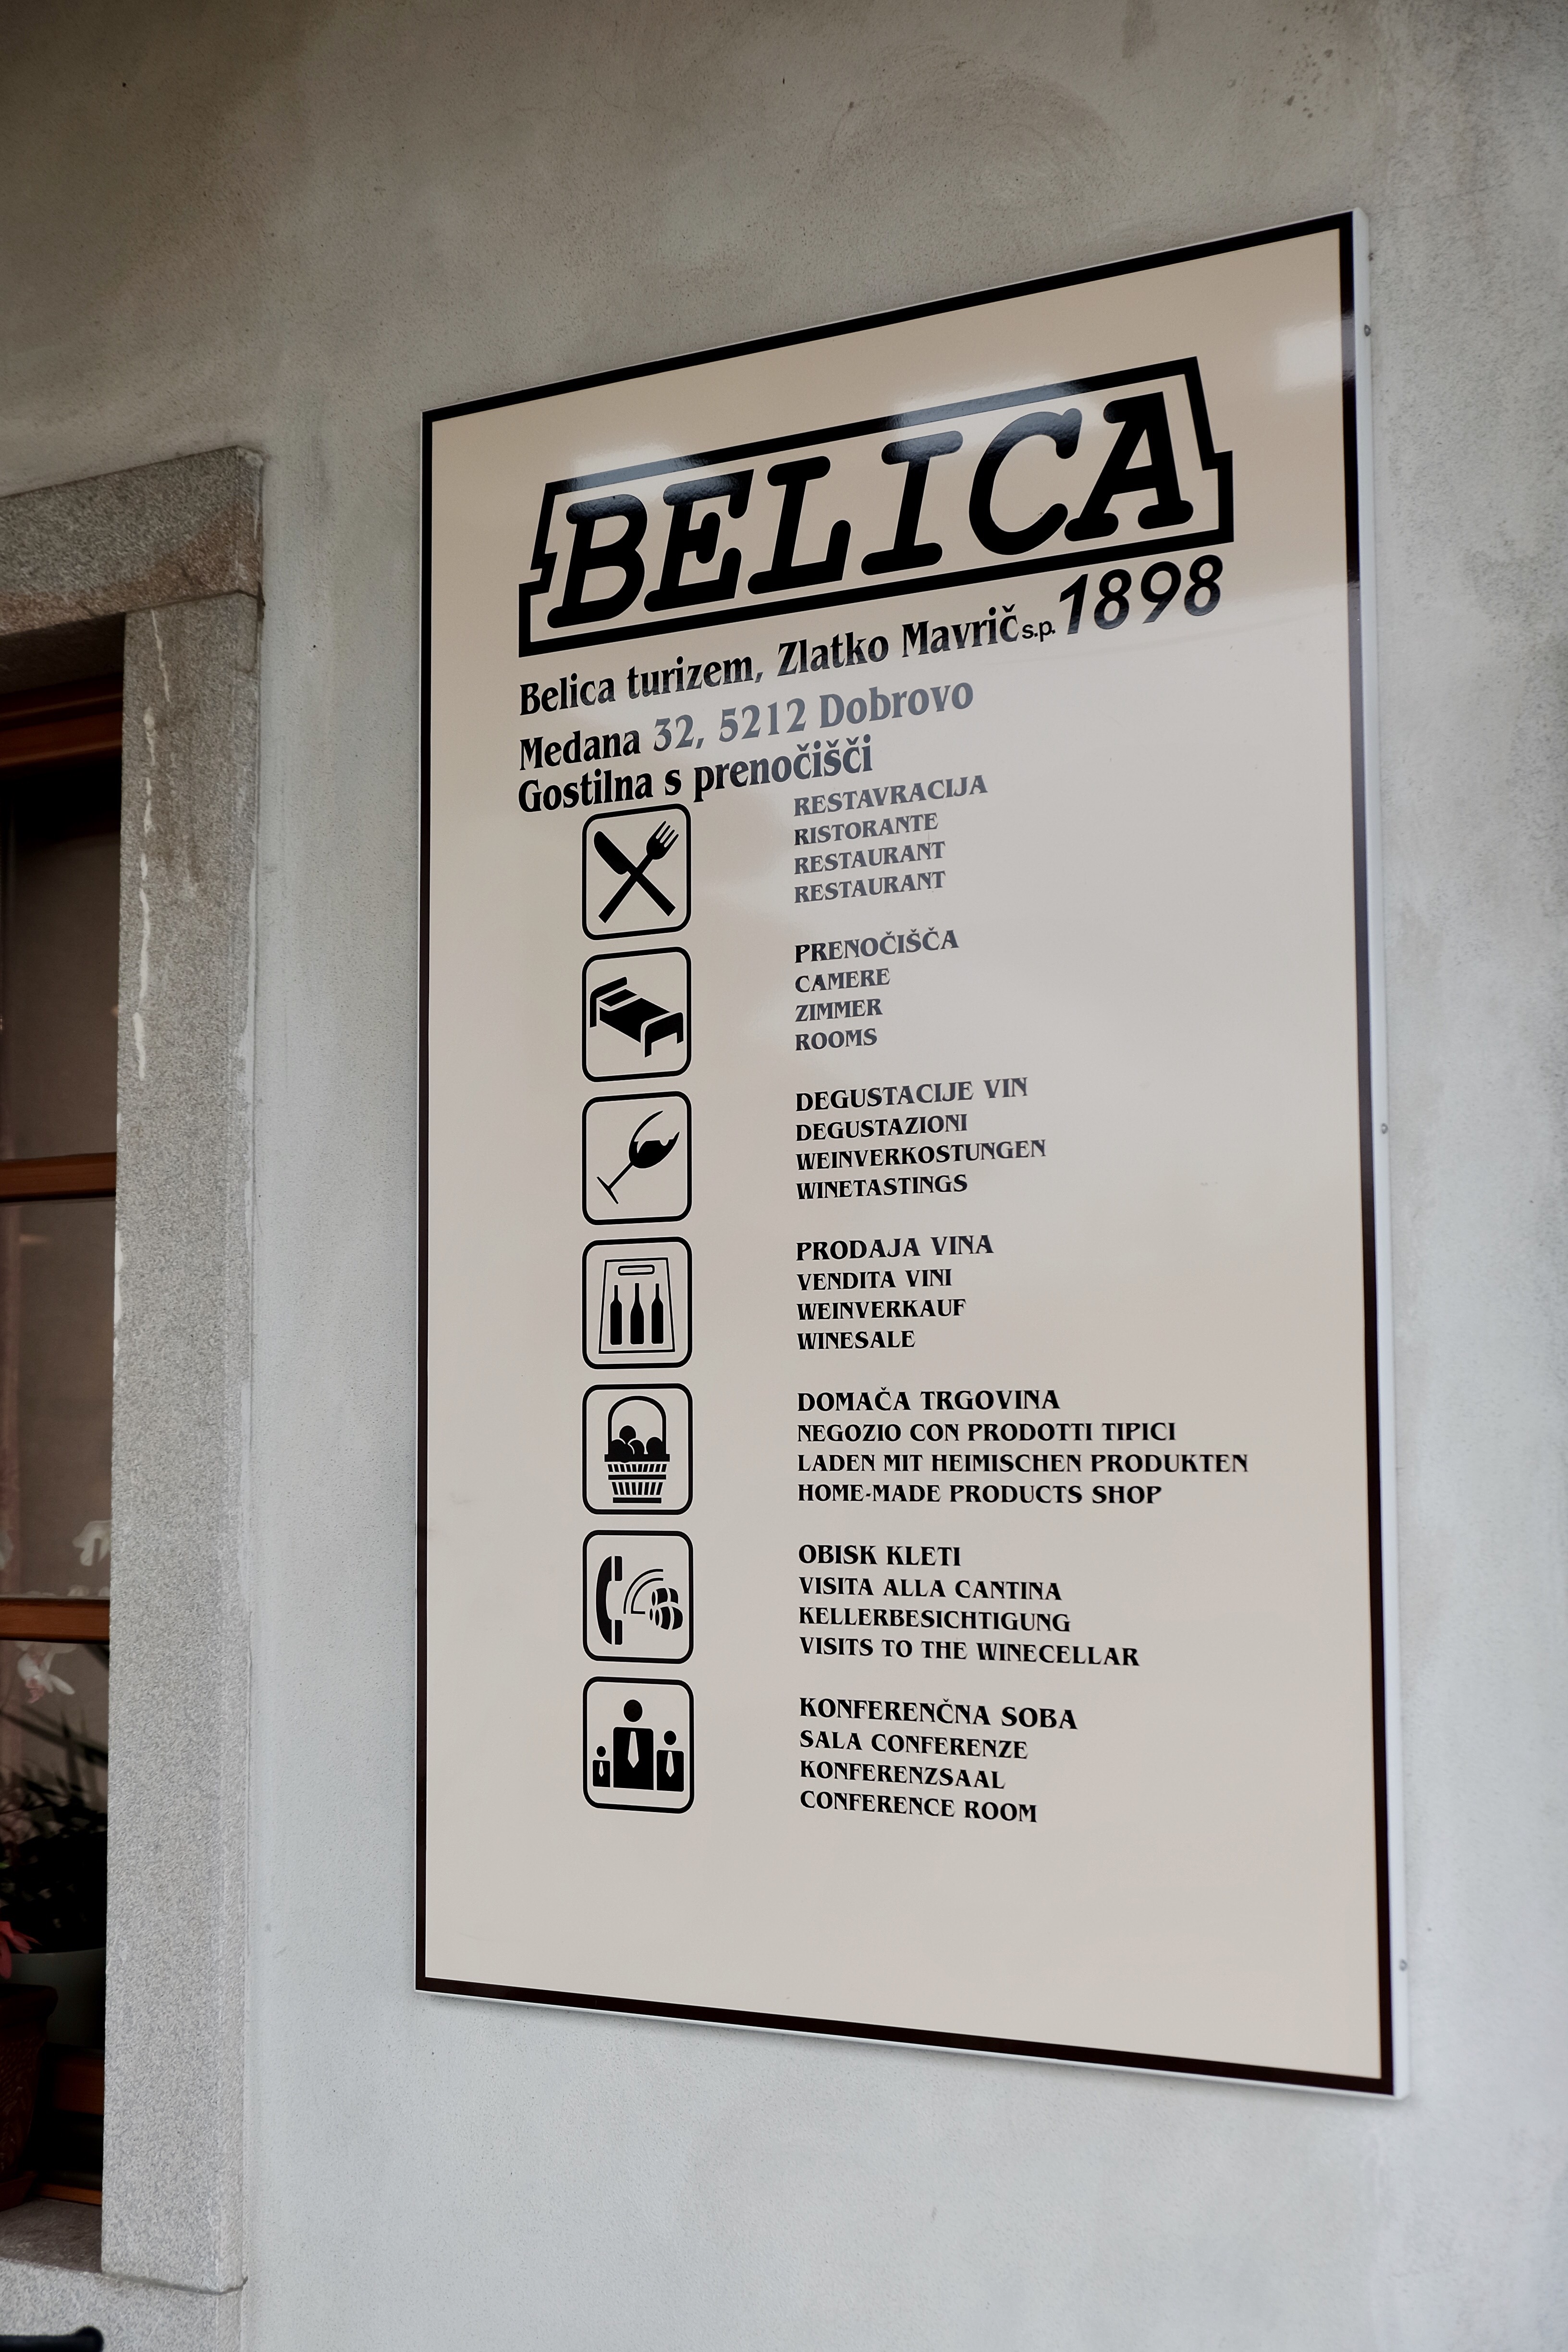 BELICA
1898
Belica turizem, Zlatko Mavrič s.p.
Medana 32, 5212 Dobrovo
Gostilna s prenočišči
RESTAVRACIJA
RISTORANTE
RESTAURANT
RESTAURANT
PRENOČIŠČA
CAMERE
ZIMMER
ROOMS
DEGUSTACIJE VIN
DEGUSTAZIONI
WEINVERKOSTUNGEN
WINETASTINGS
PRODAJA VINA
VENDITA VINI
WEINVERKAUF
WINESALE
DOMAČA TRGOVINA
NEGOZIO CON PRODOTTI TIPICI
LADEN MIT HEIMISCHEN PRODUKTEN
HOME-MADE PRODUCTS SHOP
OBISK KLETI
VISITA ALLA CANTINA
KELLERBESICHTIGUNG
VISITS TO THE WINECELLAR
KONFERENČNA SOBA
SALA CONFERENZE
KONFERENZSAAL
CONFERENCE ROOM